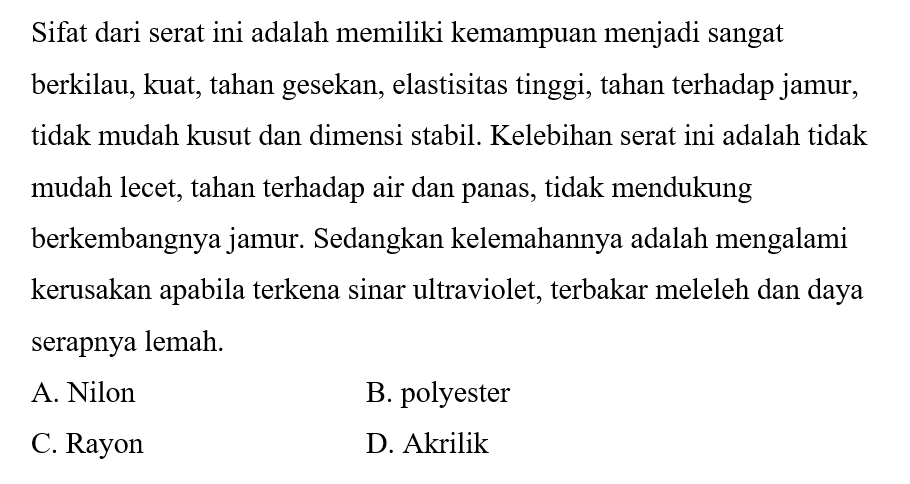 Sifat dari serat ini adalah memiliki kemampuan menjadi sangat
berkilau, kuat, tahan gesekan, elastisitas tinggi, tahan terhadap jamur,
tidak mudah kusut dan dimensi stabil. Kelebihan serat ini adalah tidak
mudah lecet, tahan terhadap air dan panas, tidak mendukung
berkembangnya jamur. Sedangkan kelemahannya adalah mengalami
kerusakan apabila terkena sinar ultraviolet, terbakar meleleh dan daya
serapnya lemah.
A. Nilon B. polyester
C. Rayon D. Akrilik